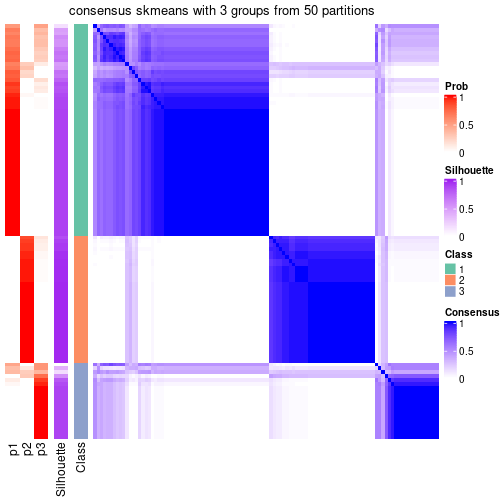 consensus skmeans with 3 groups from 50 partitions
Prob
1
0.5
0
Silhouette
1
0.5
0
Class
1
2
3
Consensus
1
0.5
0
p1
p2
p3
Silhouette
Class